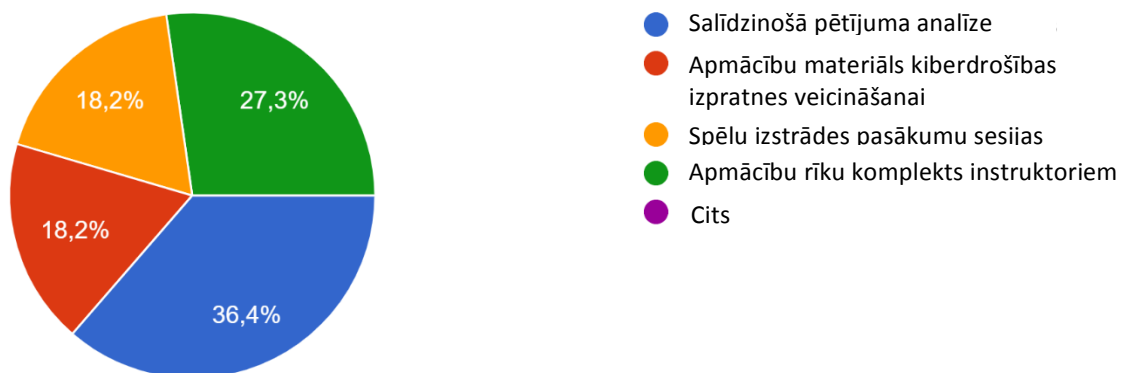 18,2%
27,3%
18,2%
36,4%
Salīdzinošā pētījuma analīze
Apmācību materiāls kiberdrošības
izpratnes veicināšanai
Spēlu izstrādes pasākumu sesijas
Apmācību rīku komplekts instruktoriem
Cits